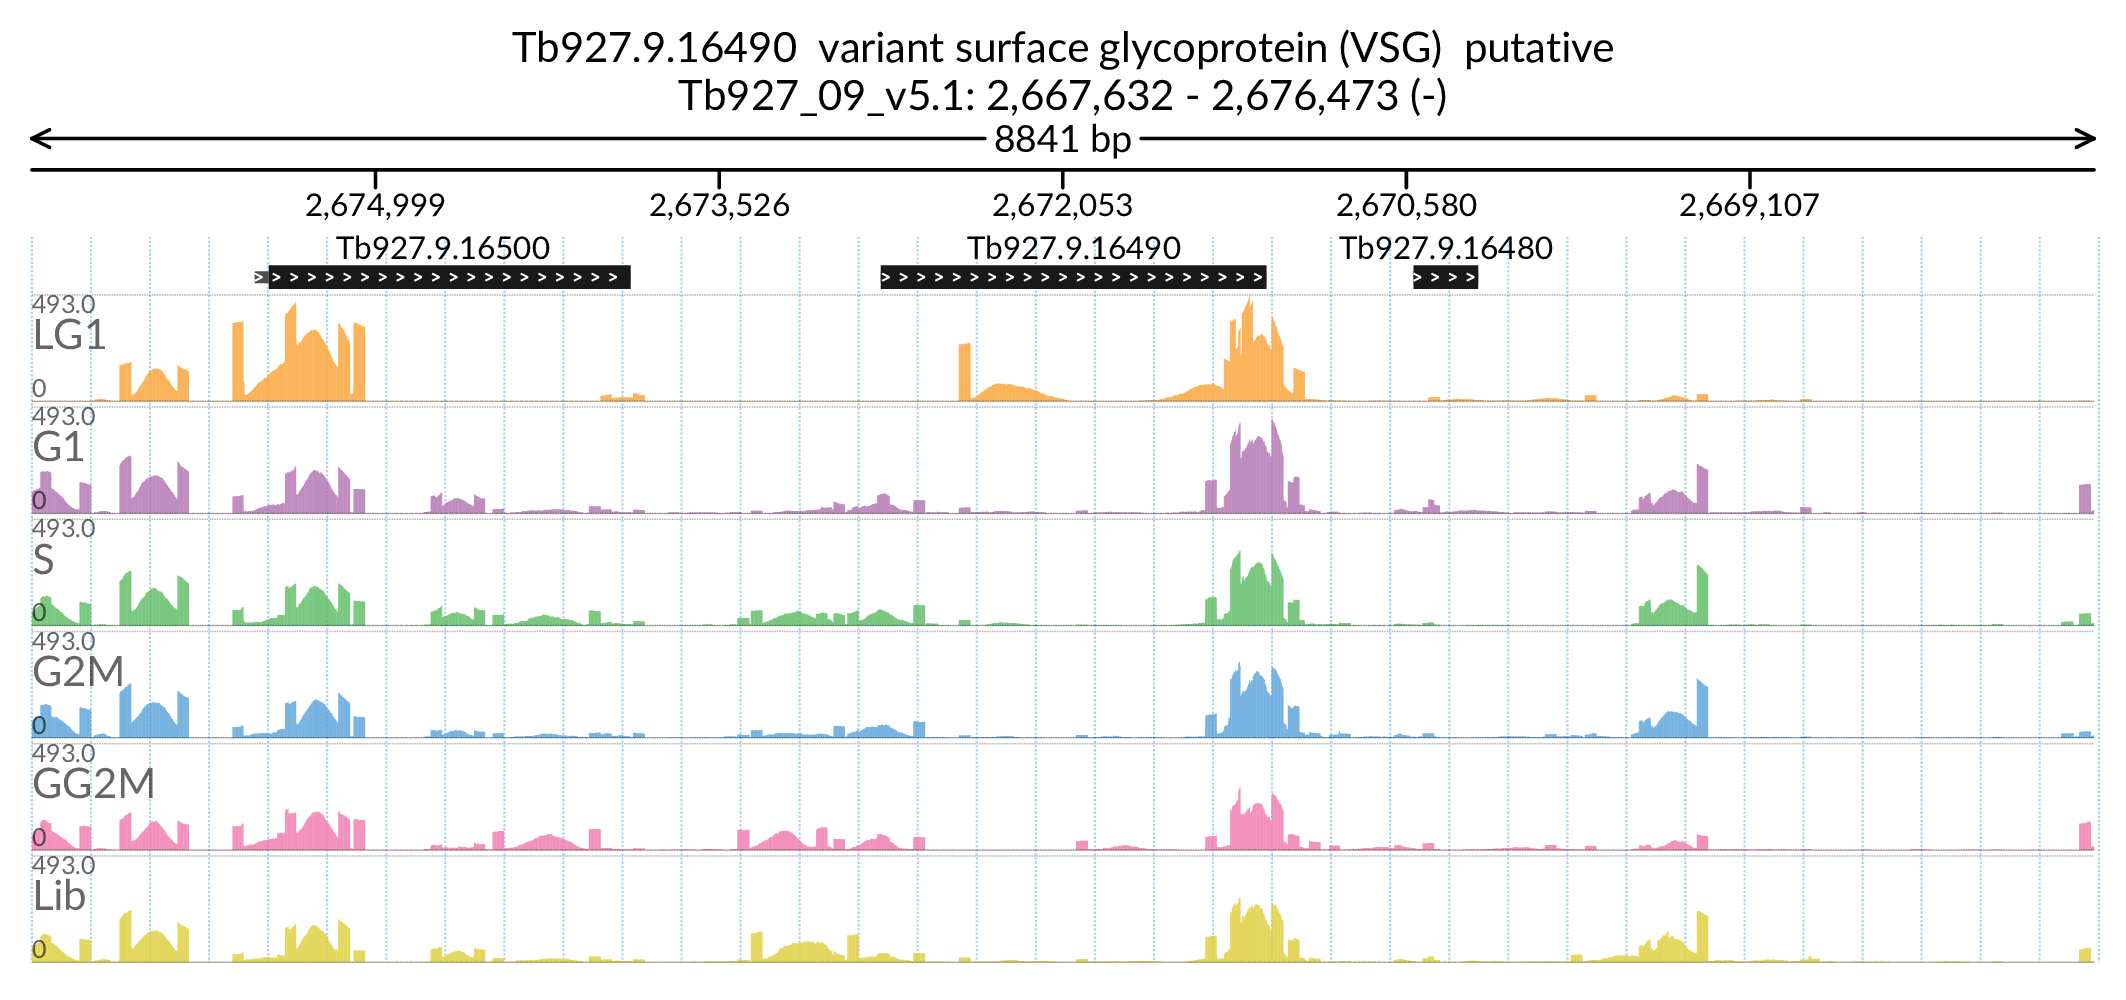 Tb927.9.16490  variant surface glycoprotein (VSG)  putative
Tb927_09_v5.1: 2,667,632 - 2,676,473 (-)
8841 bp
2,674,999 2,673,526 2,672,053 2,670,580 2,669,107
Tb927.9.16500 Tb927.9.16490 Tb927.9.16480
493.0
LG1
0
493.0
G1
0
493.0
S
0
493.0
G2M
0
493.0
GG2M
0
493.0
Lib
0